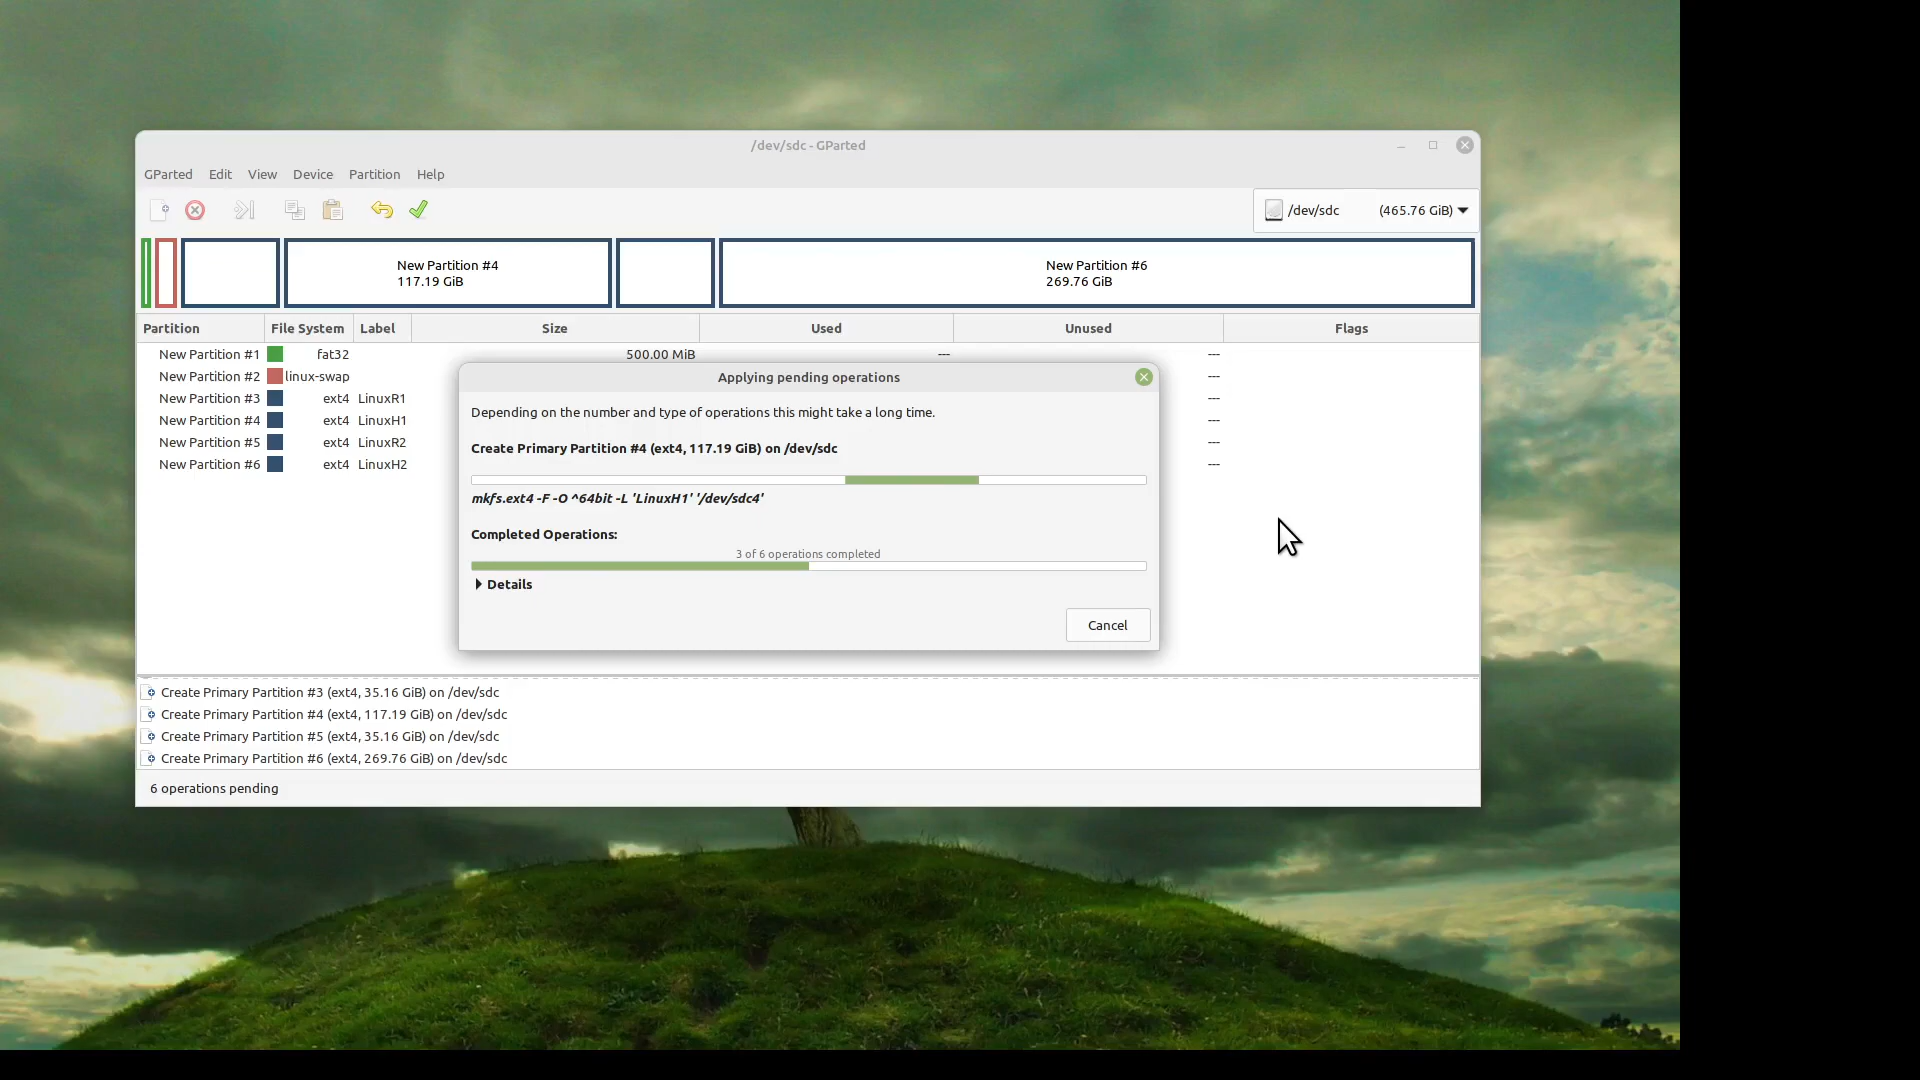 /dev/sdc - GParted
GParted Edit View Device Partition Help
/dev/sdc (465.76 GiB)
New Partition #4
117.19 GiB
New Partition #6
269.76 GiB
Partition File System Label Size Used Unused Flags
New Partition #1 fat32 500.00 MiB --- ---
New Partition #2 linux-swap ---
New Partition #3 ext4 LinuxR1 ---
New Partition #4 ext4 LinuxH1 ---
New Partition #5 ext4 LinuxR2 ---
New Partition #6 ext4 LinuxH2 ---
Applying pending operations
Depending on the number and type of operations this might take a long time.
Create Primary Partition #4 (ext4, 117.19 GiB) on /dev/sdc
mkfs.ext4 -F -O ^64bit -L 'LinuxH1' '/dev/sdc4'
Completed Operations:
3 of 6 operations completed
Details
Cancel
Create Primary Partition #3 (ext4, 35.16 GiB) on /dev/sdc
Create Primary Partition #4 (ext4, 117.19 GiB) on /dev/sdc
Create Primary Partition #5 (ext4, 35.16 GiB) on /dev/sdc
Create Primary Partition #6 (ext4, 269.76 GiB) on /dev/sdc
6 operations pending